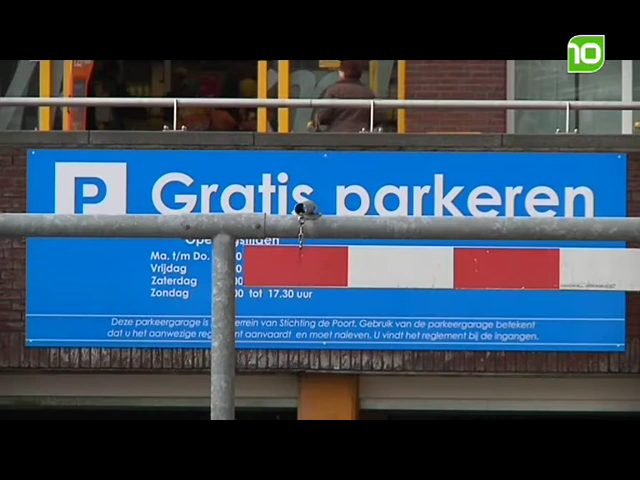 10
P Gratis parkeren
Ma. t/m Do.
Vrijdag
Zaterdag
Zondag 00 tot 17.30 uur
Deze parkeergarage is terrein van Stichting de Poort. Gebruik van de parkeergarage betekent
dat u het aanwezige aanvaardt en moet naleven. U vindt het reglement bij de ingangen.